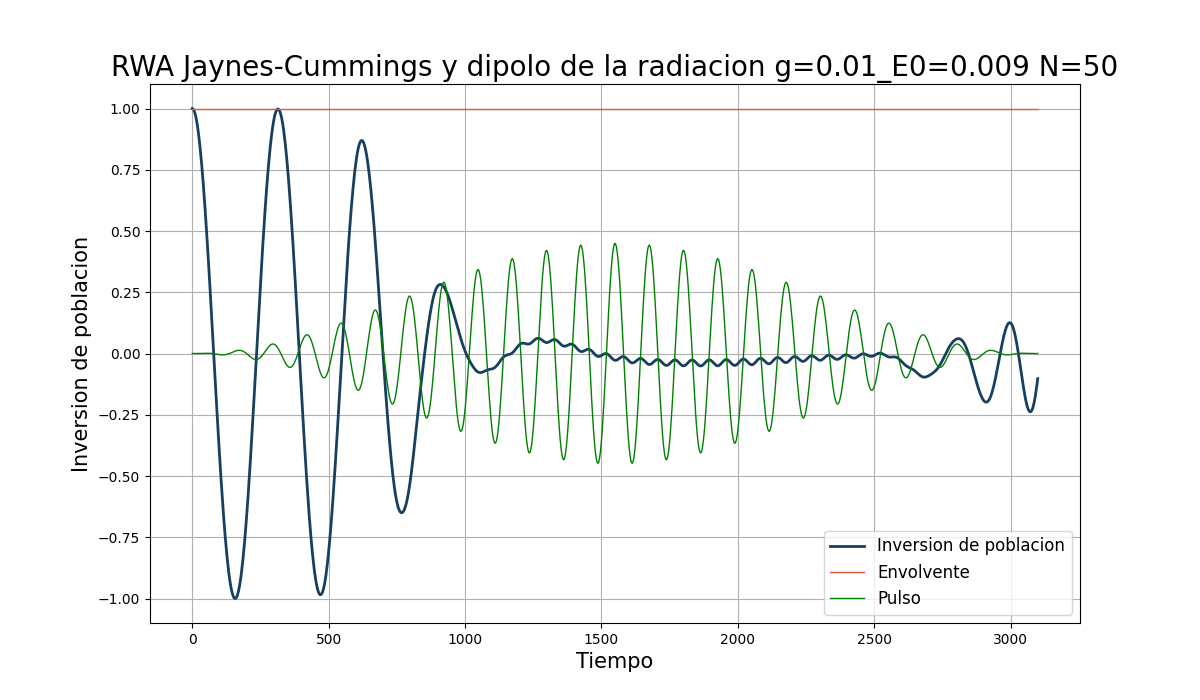 RWA Jaynes-Cummings y dipolo de la radiacion g=0.01_E0=0.009 N=50
Inversion de poblacion
1.00
0.75
0.50
0.25
0.00
−0.25
−0.50
−0.75
−1.00
Inversion de poblacion
Envolvente
Pulso
0 500 1000 1500 2000 2500 3000
Tiempo